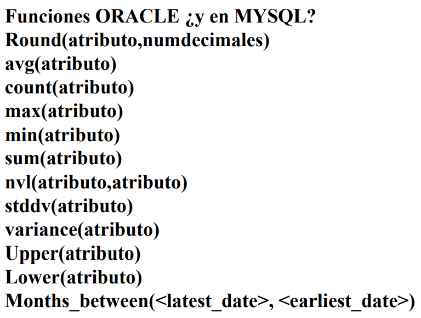 Funciones ORACLE ¿y en MYSQL?
Round(atributo,numdecimales)
avg(atributo)
count(atributo)
max(atributo)
min(atributo)
sum(atributo)
nvl(atributo,atributo)
stddv(atributo)
variance(atributo)
Upper(atributo)
Lower(atributo)
Months_between(<latest_date>, <earliest_date>)